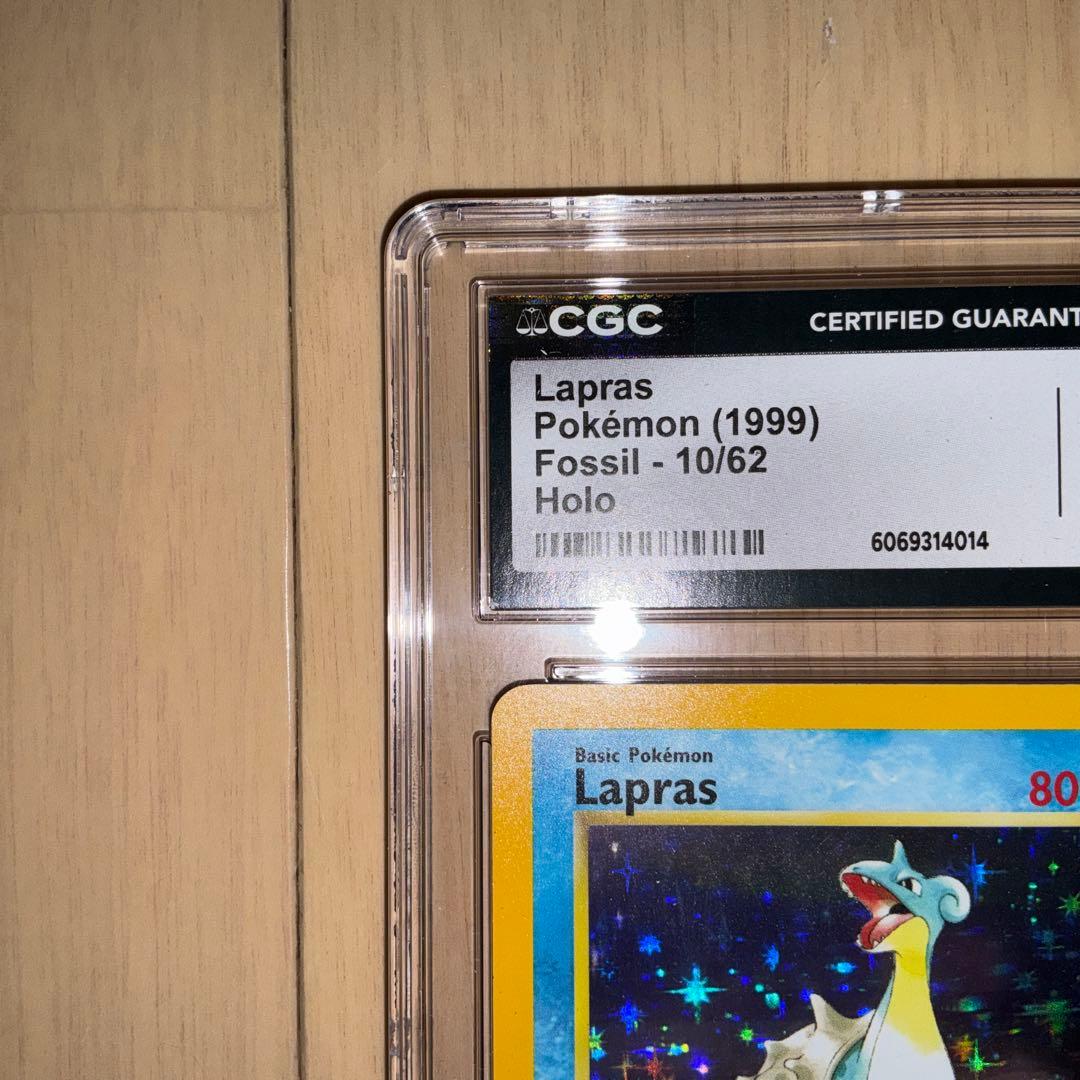 CGC
CERTIFIED GUARANT
Lapras
Pokémon (1999)
Fossil - 10/62
Holo
6069314014
Basic Pokémon
Lapras
80